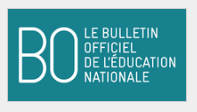 BO
LE BULLETIN
OFFICIEL
DE L'ÉDUCATION
NATIONALE